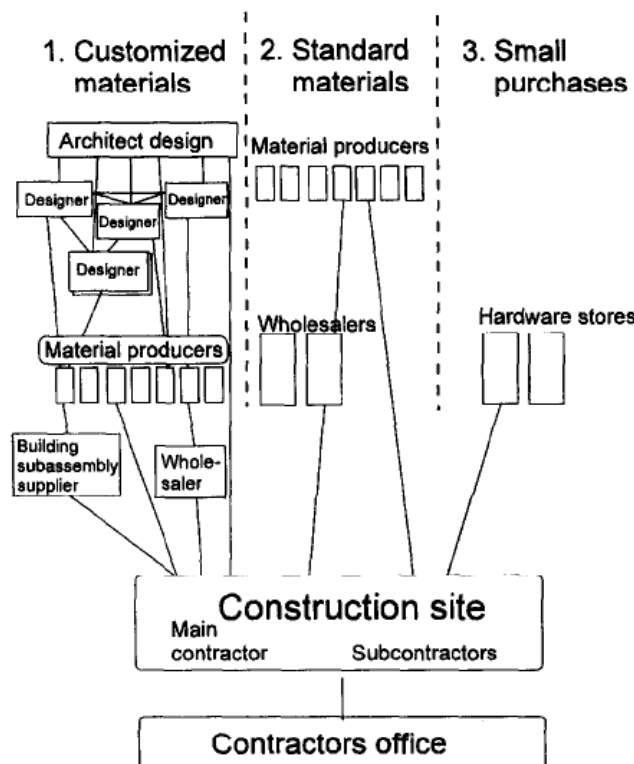 1. Customized
materials
2. Standard
materials
3. Small
purchases
Architect design
Designer
Designer
Designer
Designer
Material producers
Building
subassembly
supplier
Whole-
saler
Material producers
Wholesalers
Hardware stores
Construction site
Main
contractor
Subcontractors
Contractors office